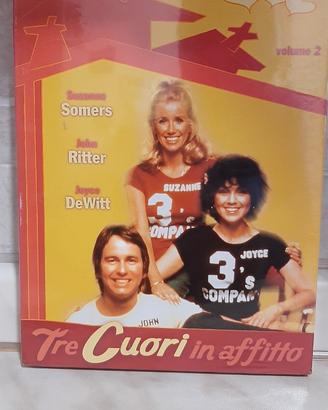 volume 2
Suzanne
Somers
John
Ritter
Joyce
DeWitt
SUZANNE
3's
COMPANY
JOYCE
3's
COMPANY
JOHN
Tre Cuori in affitto